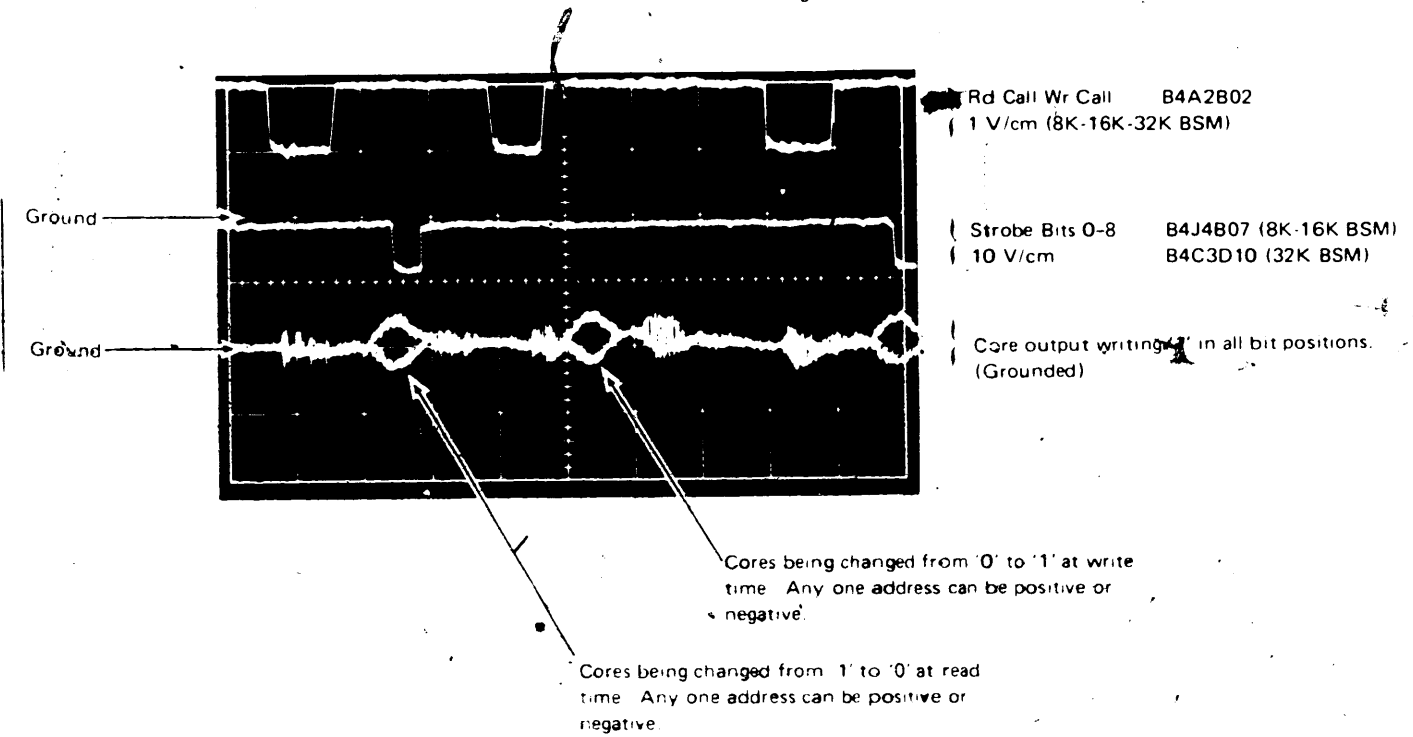 Rd Call Wr Call B4A2B02
1 V/cm (8K-16K-32K BSM)
Ground
Strobe Bits 0-8 B4J4B07 (8K-16K BSM)
10 V/cm B4C3D10 (32K BSM)
Ground
Core output writing in all bit positions.
(Grounded)
Cores being changed from '0' to '1' at write
time Any one address can be positive or
negative.
Cores being changed from 1' to '0' at read
time Any one address can be positive or
negative.